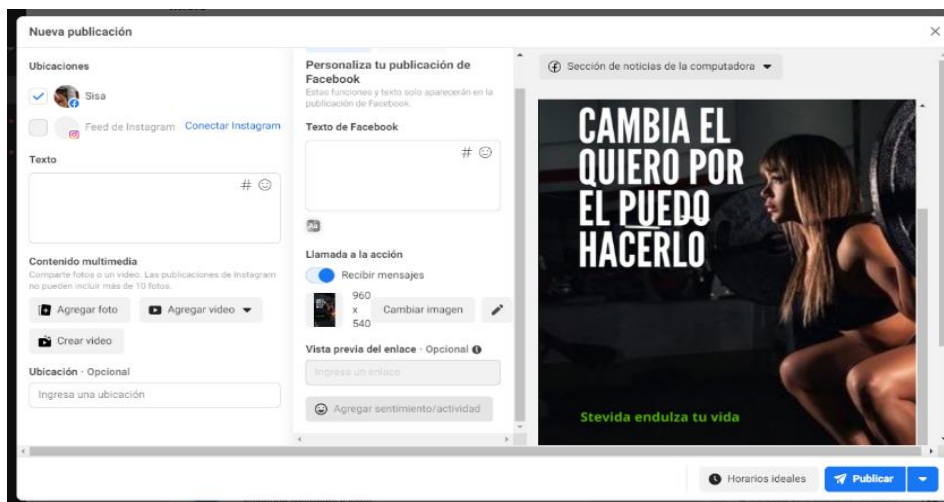 Nueva publicación
Ubicaciones
Sisa
Feed de Instagram Conectar Instagram
Texto
#
Contenido multimedia
Comparte fotos o un video. Las publicaciones de Instagram
no pueden incluir más de 10 fotos.
Agregar foto
Agregar video
Crear video
Ubicación · Opcional
Ingresa una ubicación
Personaliza tu publicación de
Facebook
Estas funciones y texto solo aparecerán en la
publicación de Facebook.
Texto de Facebook
#
Aa
Llamada a la acción
Recibir mensajes
960
x
540
Cambiar imagen
Vista previa del enlace · Opcional
Ingresa un enlace
Agregar sentimiento/actividad
Sección de noticias de la computadora
CAMBIA EL
QUIERO POR
EL PUEDO
HACERLO
Stevida endulza tu vida
Horarios ideales
Publicar